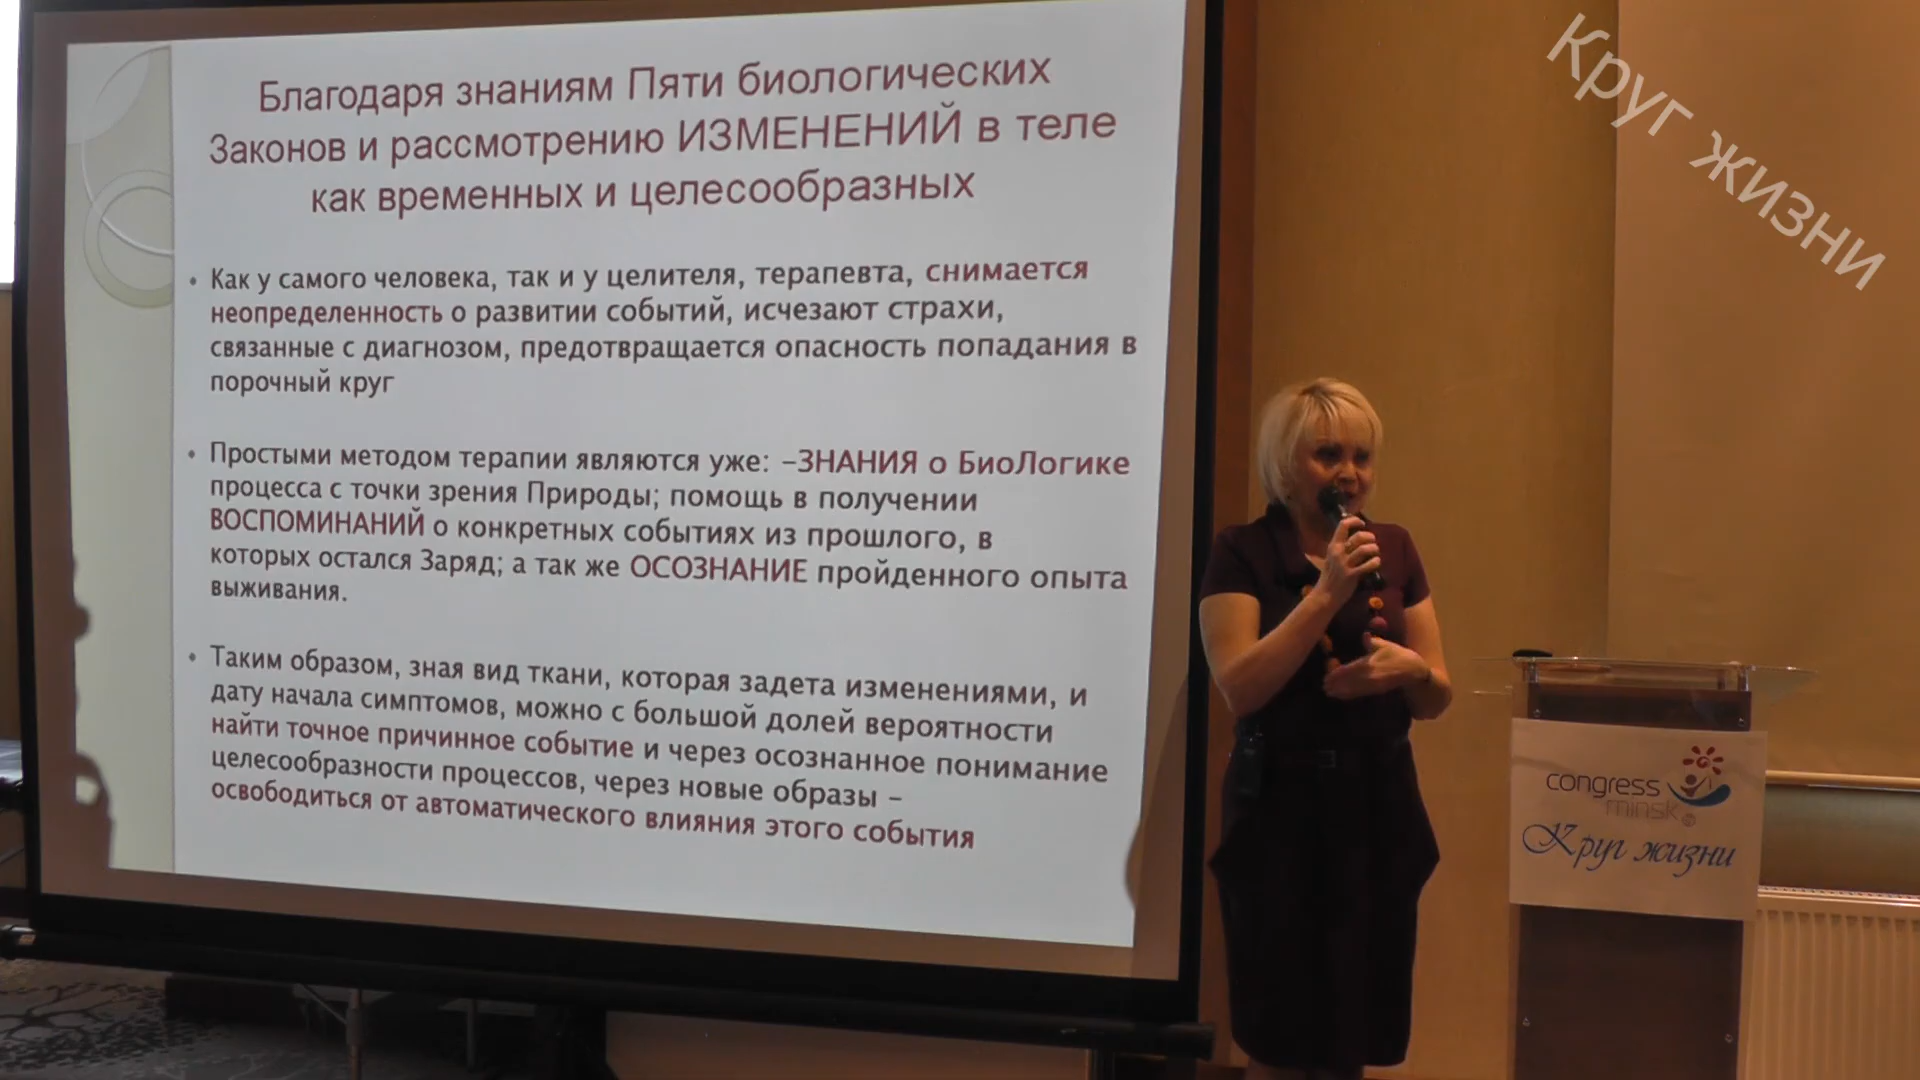 Благодаря знаниям Пяти биологических
Законов и рассмотрению ИЗМЕНЕНИЙ в теле
как временных и целесообразных
• Как у самого человека, так и у целителя, терапевта, снимается
неопределенность о развитии событий, исчезают страхи,
связанные с диагнозом, предотвращается опасность попадания в
порочный круг
• Простыми методом терапии являются уже: –ЗНАНИЯ о БиоЛогике
процесса с точки зрения Природы; помощь в получении
ВОСПОМИНАНИЙ о конкретных событиях из прошлого, в
которых остался Заряд; а так же ОСОЗНАНИЕ пройденного опыта
выживания.
• Таким образом, зная вид ткани, которая задета изменениями, и
дату начала симптомов, можно с большой долей вероятности
найти точное причинное событие и через осознанное понимание
целесообразности процессов, через новые образы –
освободиться от автоматического влияния этого события
Круг жизни
congress
minsk
Круг жизни